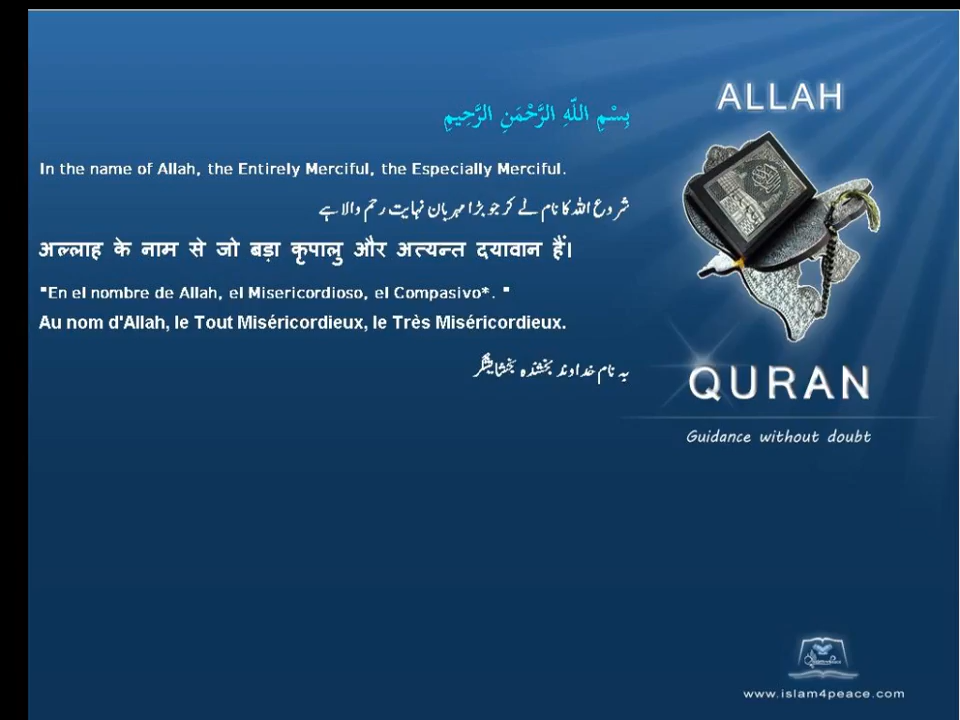 بِسْمِ اللَّهِ الرَّحْمَنِ الرَّحِيمِ
In the name of Allah, the Entirely Merciful, the Especially Merciful.
شروع الله کا نام لے کر جو بڑا مہربان نہایت رحم والا ہے
अल्लाह के नाम से जो बड़ा कृपालु और अत्यन्त दयावान हैं।
"En el nombre de Allah, el Misericordioso, el Compasivo*. "
Au nom d'Allah, le Tout Miséricordieux, le Très Miséricordieux.
به نام خداوند بخشنده بخشایشگر
ALLAH
QURAN
Guidance without doubt
www.islam4peace.com